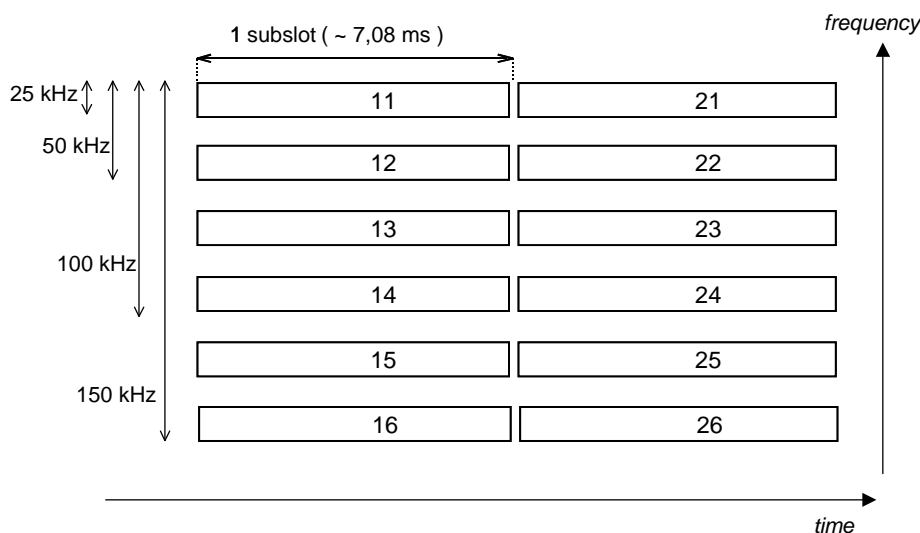 frequency
1 subslot ( ~ 7,08 ms )
25 kHz
11 21
50 kHz
12 22
13 23
100 kHz
14 24
15 25
150 kHz
16 26
time